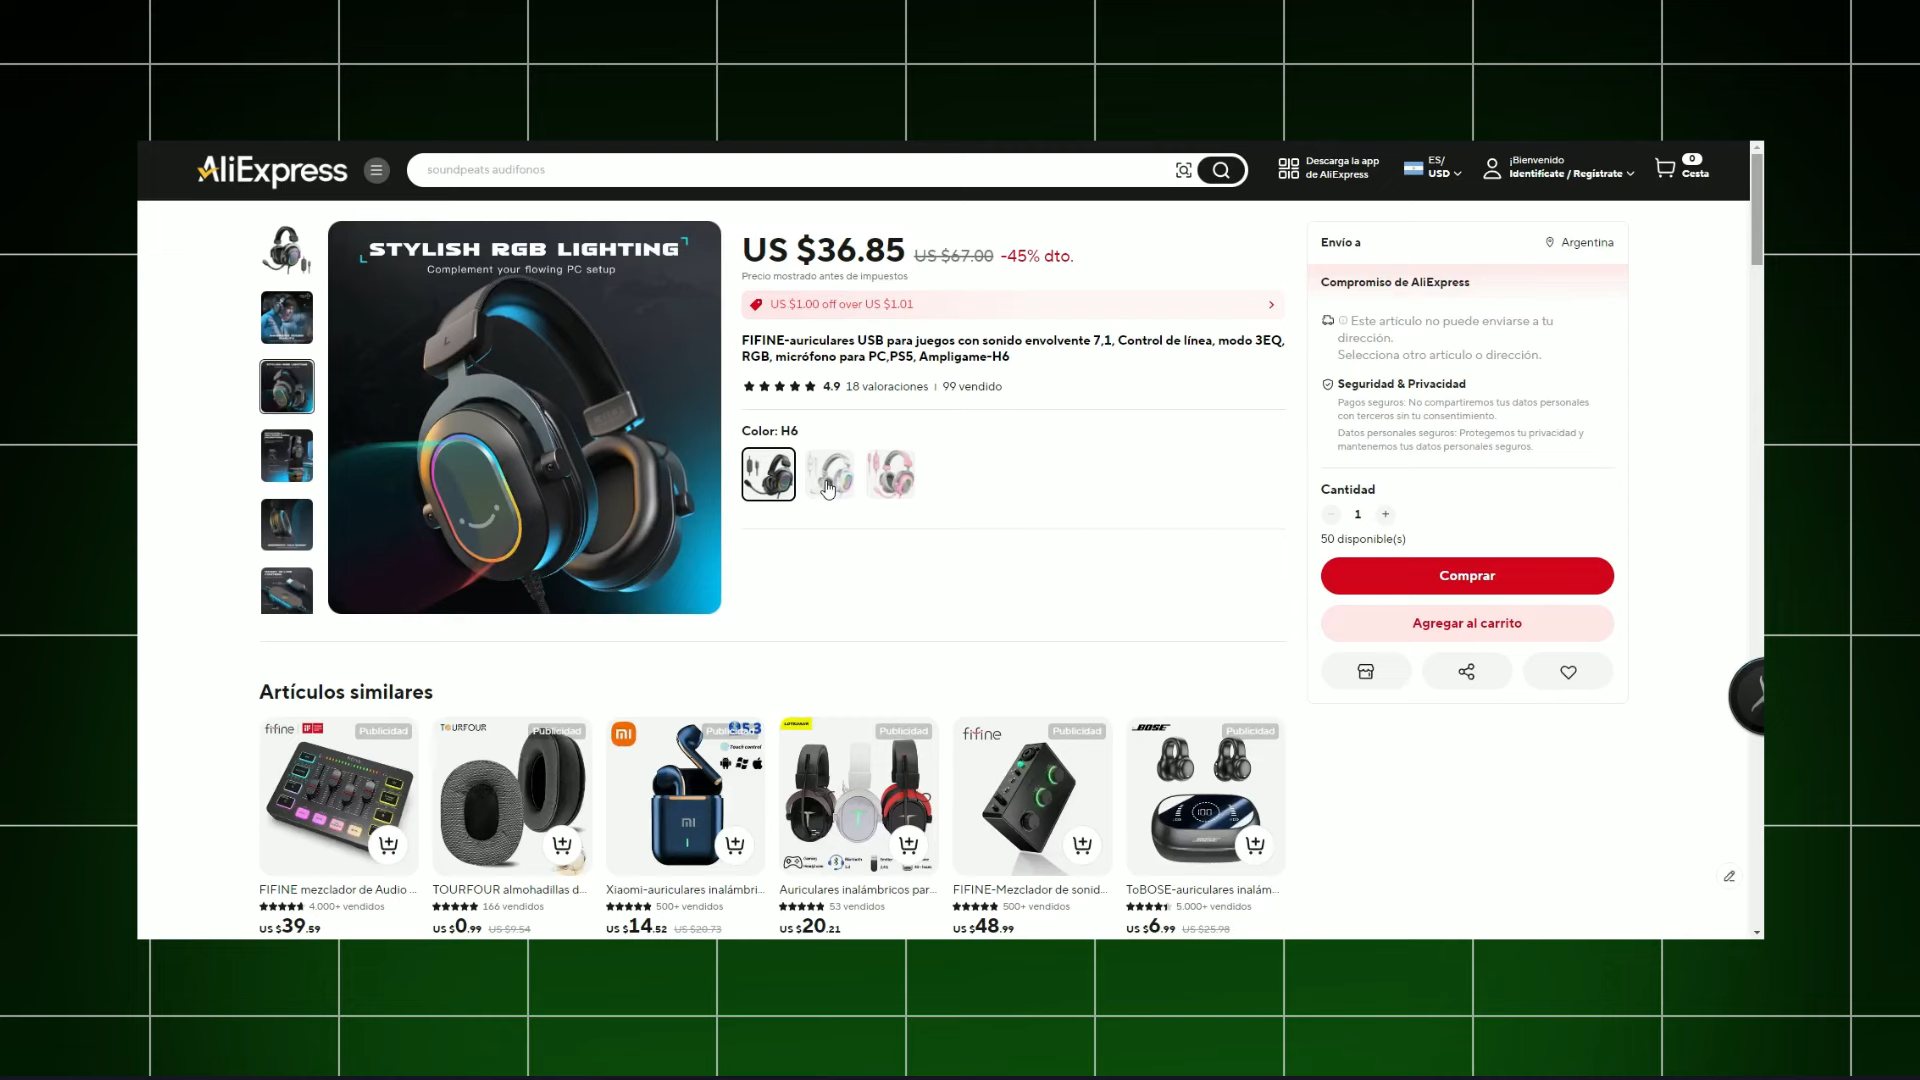 AliExpress
soundpeats audifonos
Descarga la app
de AliExpress
ES/
USD
¡Bienvenido
Identifícate / Regístrate
0
Cesta
STYLISH RGB LIGHTING
Complement your flowing PC setup
US $36.85 US $67.00 -45% dto.
Precio mostrado antes de impuestos
US $1.00 off over US $1.01
FIFINE-auriculares USB para juegos con sonido envolvente 7,1, Control de línea, modo 3EQ,
RGB, micrófono para PC,PS5, Ampligame-H6
4.9 18 valoraciones | 99 vendido
Color: H6
Envío a
Argentina
Compromiso de AliExpress
Este artículo no puede enviarse a tu
dirección.
Selecciona otro artículo o dirección.
Seguridad & Privacidad
Pagos seguros: No compartiremos tus datos personales
con terceros sin tu consentimiento.
Datos personales seguros: Protegemos tu privacidad y
mantenemos tus datos personales seguros.
Cantidad
- 1 +
50 disponible(s)
Comprar
Agregar al carrito
Artículos similares
fifine
Publicidad
TOURFOUR
Publicidad
mi
Publicidad
5.3
Touch control
Publicidad
fifine
Publicidad
BOSE
Publicidad
100
FIFINE mezclador de Audio ...
4.000+ vendidos
US $39.59
TOURFOUR almohadillas d...
166 vendidos
US $0.99 US $9.54
Xiaomi-auriculares inalámbri...
500+ vendidos
US $14.52 US $20.73
Auriculares inalámbricos par...
53 vendidos
US $20.21
FIFINE-Mezclador de sonid...
500+ vendidos
US $48.99
ToBOSE-auriculares inalám...
5.000+ vendidos
US $6.99 US $25.98